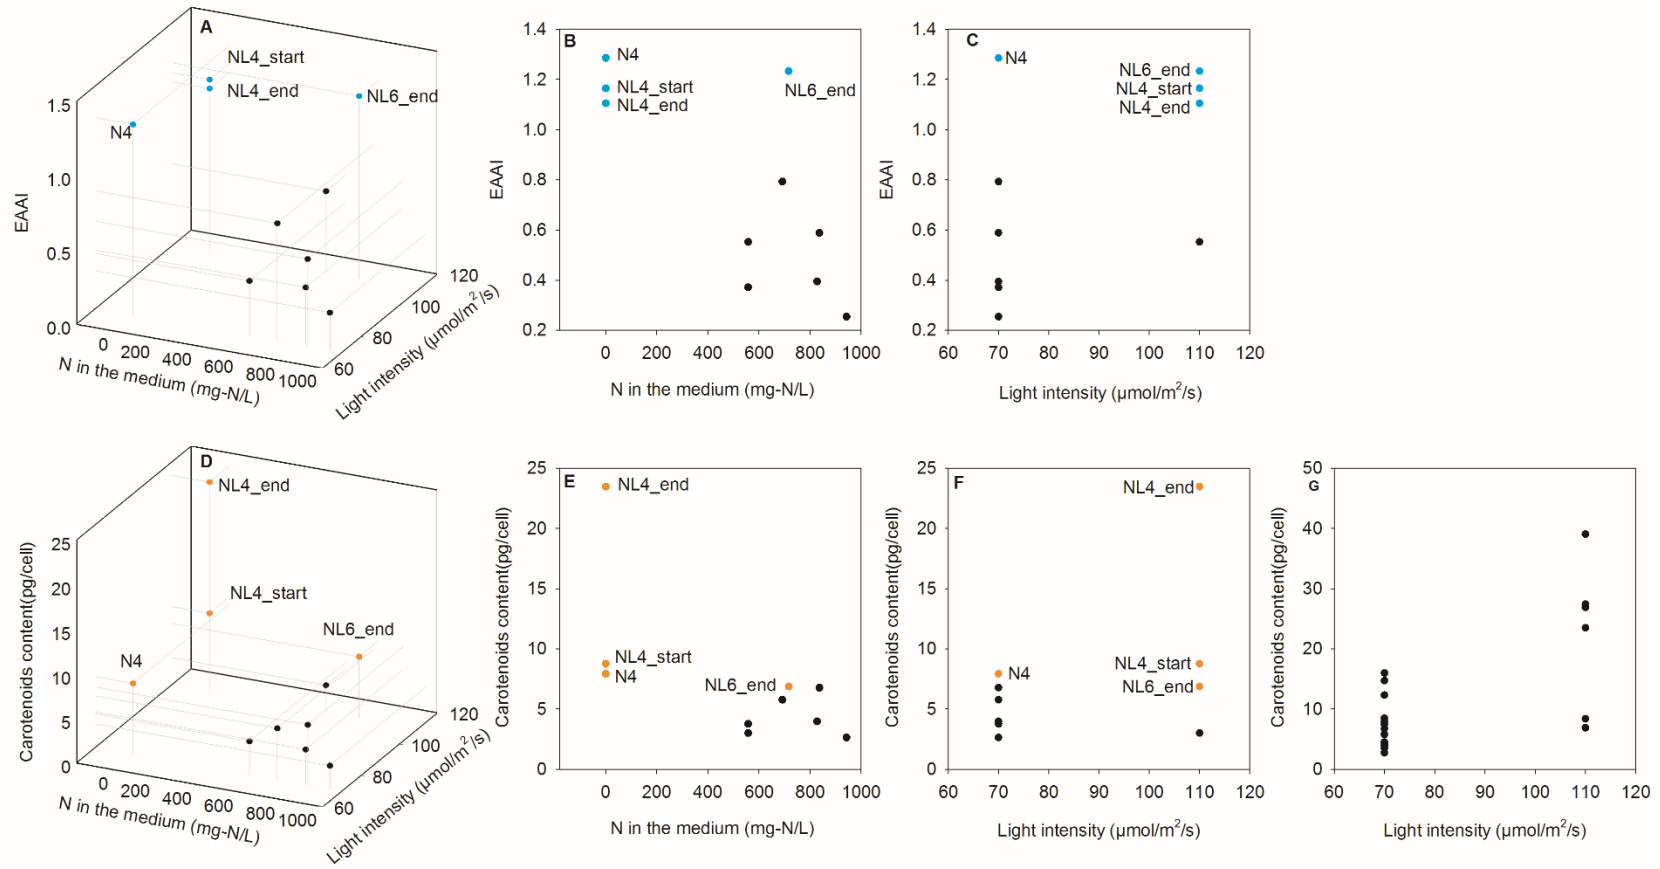 A
NL4_start
NL4_end
NL6_end
N4
1.5
1.0
0.5
0.0
EAAI
0 200 400 600 800 1000
N in the medium (mg-N/L)
60 80 100 120
Light intensity (µmol/m²/s)
B
N4
NL4_start
NL4_end
NL6_end
1.4
1.2
1.0
0.8
0.6
0.4
0.2
EAAI
0 200 400 600 800 1000
N in the medium (mg-N/L)
C
N4
NL6_end
NL4_start
NL4_end
1.4
1.2
1.0
0.8
0.6
0.4
0.2
EAAI
60 70 80 90 100 110 120
Light intensity (µmol/m²/s)
D
NL4_end
NL4_start
NL6_end
N4
25
20
15
10
5
0
Carotenoids content(pg/cell)
0 200 400 600 800 1000
N in the medium (mg-N/L)
60 80 100 120
Light intensity (µmol/m²/s)
E
NL4_end
NL4_start
N4
NL6_end
25
20
15
10
5
0
Carotenoids content(pg/cell)
0 200 400 600 800 1000
N in the medium (mg-N/L)
F
NL4_end
NL4_start
N4
NL6_end
25
20
15
10
5
0
Carotenoids content(pg/cell)
60 70 80 90 100 110 120
Light intensity (µmol/m²/s)
G
50
40
30
20
10
0
Carotenoids content(pg/cell)
60 70 80 90 100 110 120
Light intensity (µmol/m²/s)